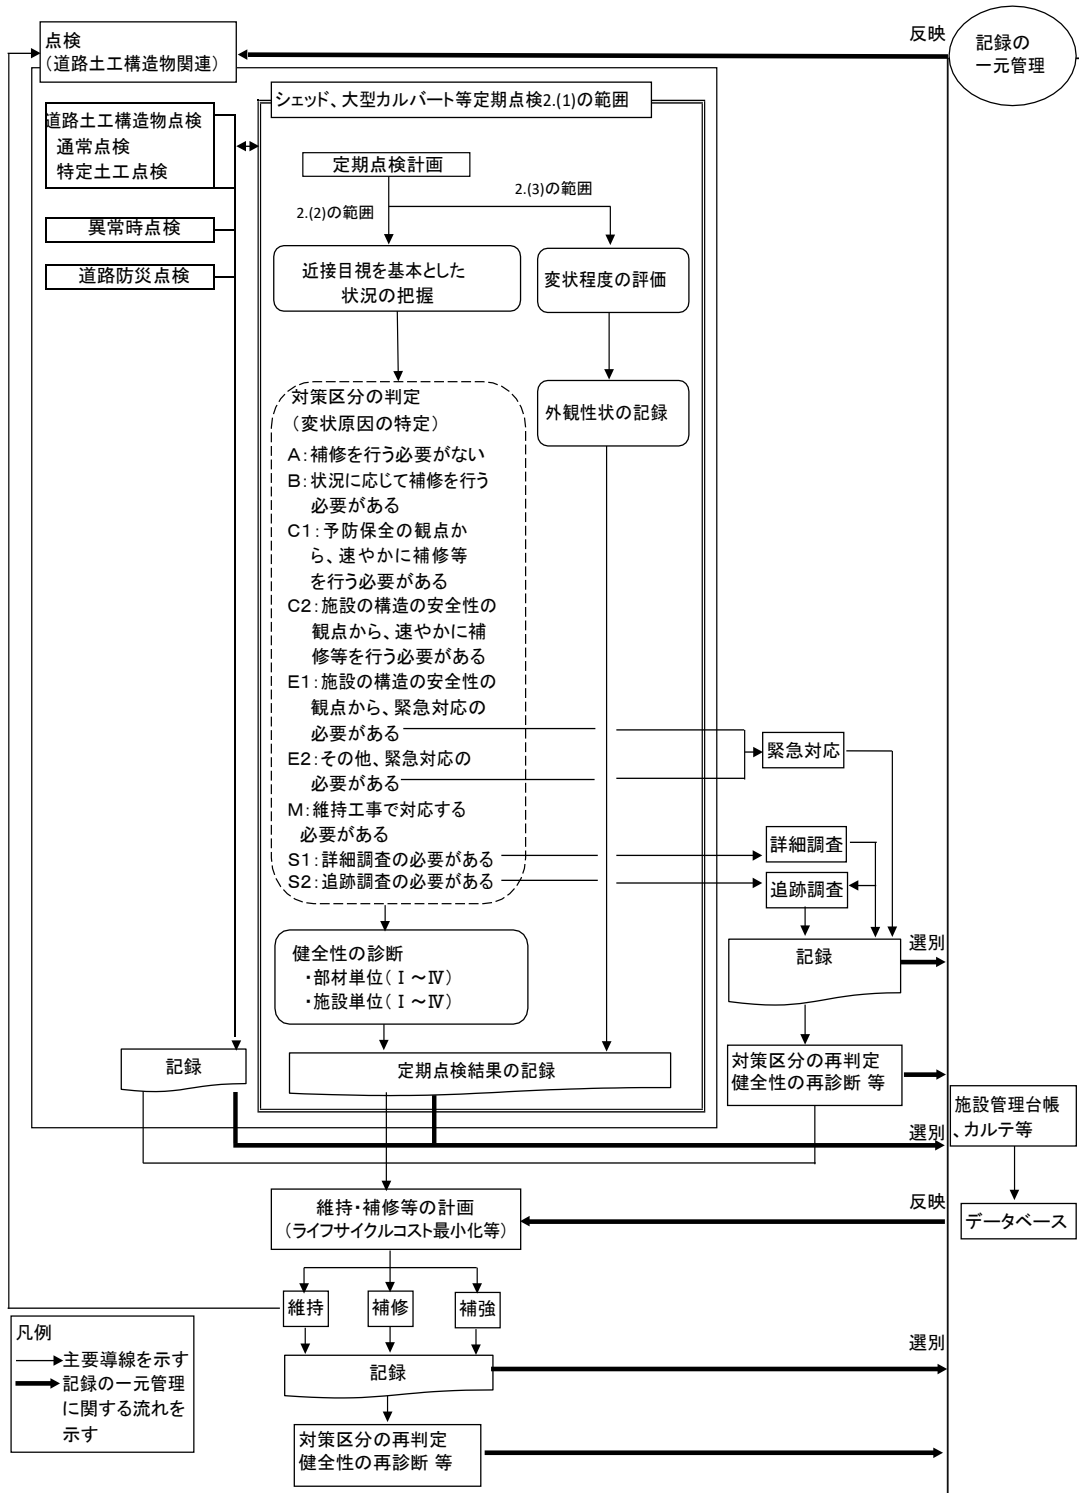 点検
(道路土工構造物関連)
反映
記録の
一元管理
シェッド、大型カルバート等定期点検2.(1)の範囲
道路土工構造物点検
通常点検
特定土工点検
異常時点検
道路防災点検
定期点検計画
2.(2)の範囲
2.(3)の範囲
近接目視を基本とした
状況の把握
変状程度の評価
外観性状の記録
対策区分の判定
(変状原因の特定)
A:補修を行う必要がない
B:状況に応じて補修を行う
必要がある
C1:予防保全の観点か
ら、速やかに補修等
を行う必要がある
C2:施設の構造の安全性の
観点から、速やかに補
修等を行う必要がある
E1:施設の構造の安全性の
観点から、緊急対応の
必要がある
E2:その他、緊急対応の
必要がある
M:維持工事で対応する
必要がある
S1:詳細調査の必要がある
S2:追跡調査の必要がある
緊急対応
詳細調査
追跡調査
記録
選別
健全性の診断
・部材単位(Ⅰ～Ⅳ)
・施設単位(Ⅰ～Ⅳ)
記録
定期点検結果の記録
対策区分の再判定
健全性の再診断 等
施設管理台帳
、カルテ等
選別
データベース
維持・補修等の計画
(ライフサイクルコスト最小化等)
反映
維持
補修
補強
記録
選別
対策区分の再判定
健全性の再診断 等
凡例
主要導線を示す
記録の一元管理
に関する流れを
示す